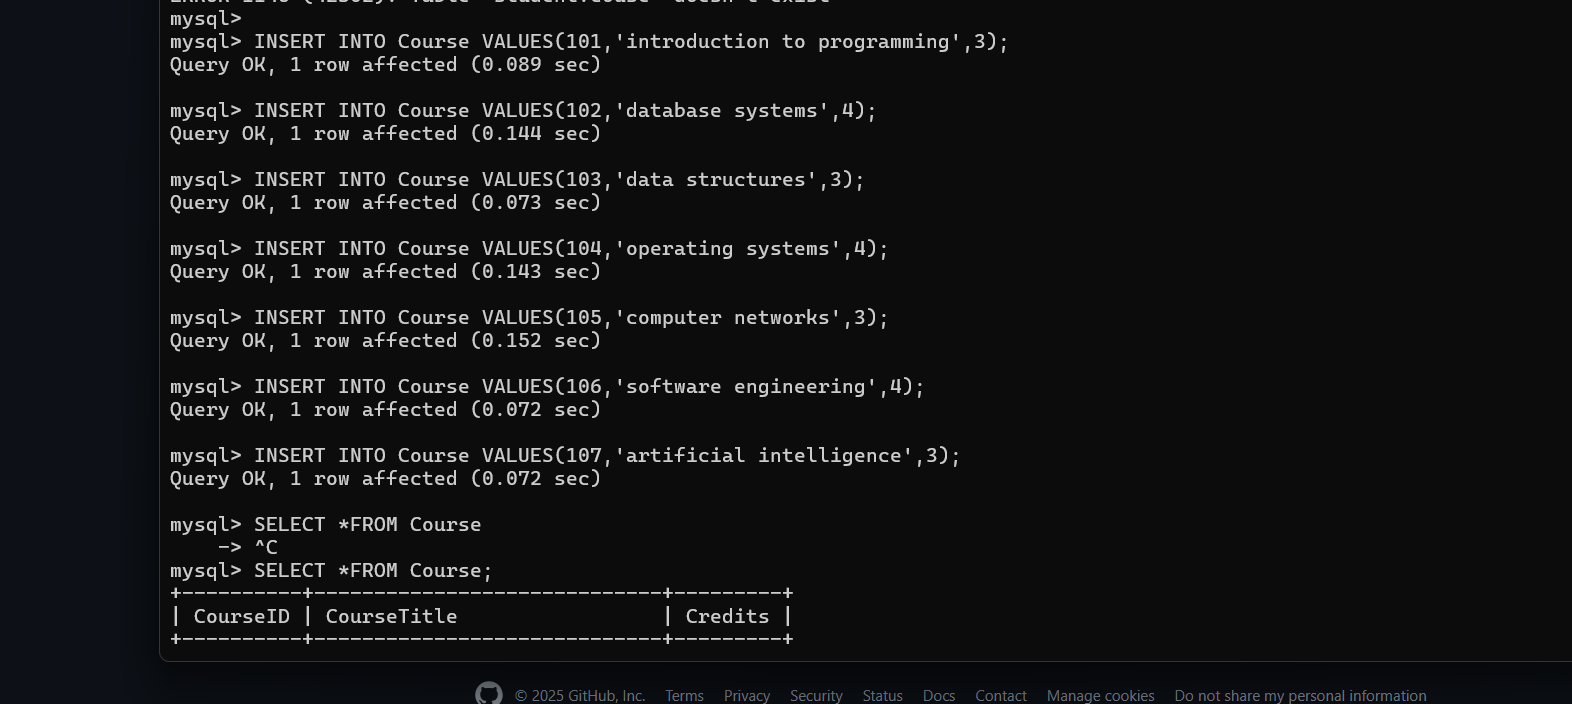 mysql>
mysql> INSERT INTO Course VALUES(101,'introduction to programming',3);
Query OK, 1 row affected (0.089 sec)

mysql> INSERT INTO Course VALUES(102,'database systems',4);
Query OK, 1 row affected (0.144 sec)

mysql> INSERT INTO Course VALUES(103,'data structures',3);
Query OK, 1 row affected (0.073 sec)

mysql> INSERT INTO Course VALUES(104,'operating systems',4);
Query OK, 1 row affected (0.143 sec)

mysql> INSERT INTO Course VALUES(105,'computer networks',3);
Query OK, 1 row affected (0.152 sec)

mysql> INSERT INTO Course VALUES(106,'software engineering',4);
Query OK, 1 row affected (0.072 sec)

mysql> INSERT INTO Course VALUES(107,'artificial intelligence',3);
Query OK, 1 row affected (0.072 sec)

mysql> SELECT *FROM Course
    -> ^C
mysql> SELECT *FROM Course;
+----------+-----------------------------+---------+
| CourseID | CourseTitle                 | Credits |
+----------+-----------------------------+---------+
© 2025 GitHub, Inc. Terms Privacy Security Status Docs Contact Manage cookies Do not share my personal information